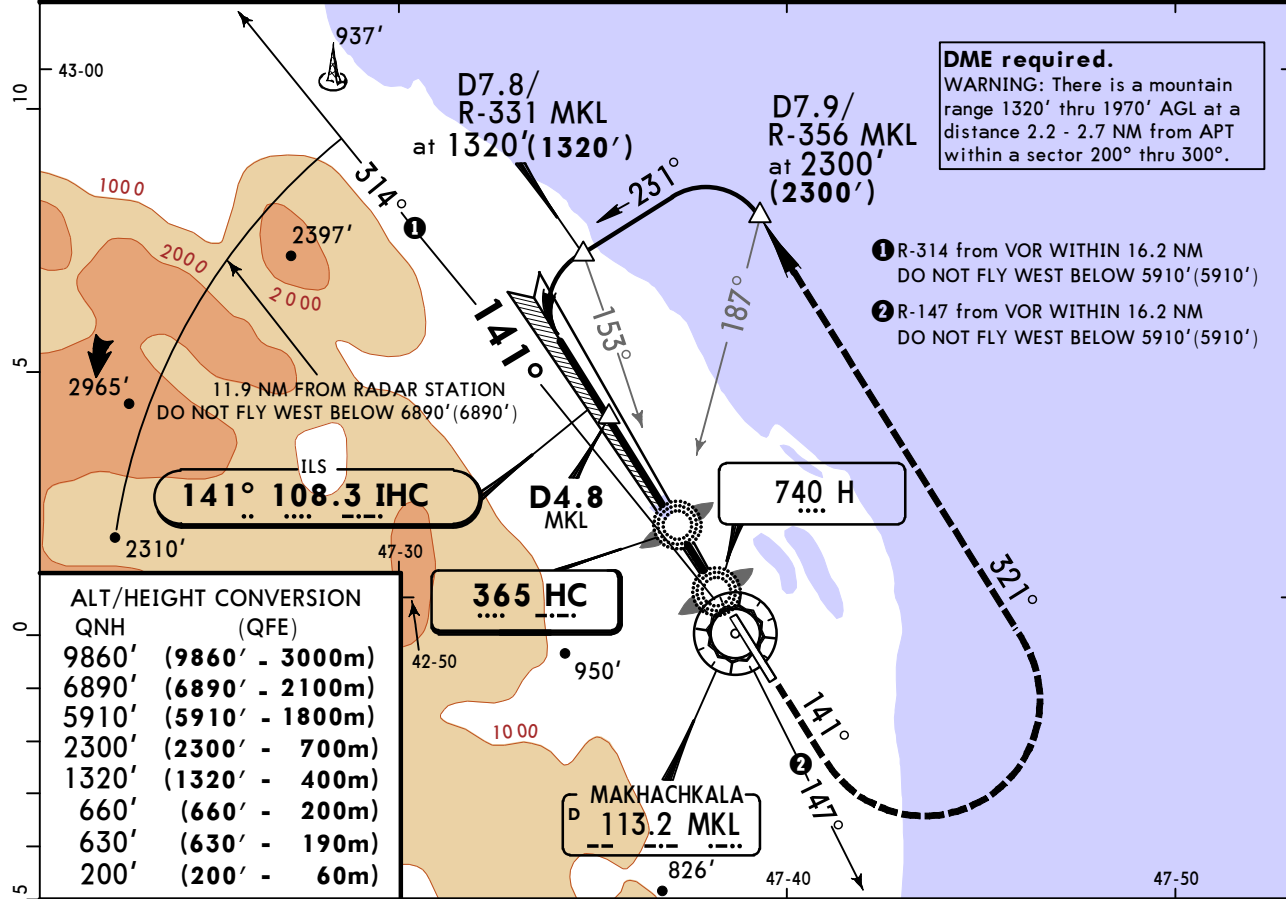 937'
43-00
10
D7.8/
R-331 MKL
at 1320'(1320')
D7.9/
R-356 MKL
at 2300'
(2300')
DME required.
WARNING: There is a mountain
range 1320' thru 1970' AGL at a
distance 2.2 - 2.7 NM from APT
within a sector 200° thru 300°.
1000
314° ❶
231°
2397'
2000
2000
❶ R-314 from VOR WITHIN 16.2 NM
DO NOT FLY WEST BELOW 5910'(5910')
❷ R-147 from VOR WITHIN 16.2 NM
DO NOT FLY WEST BELOW 5910'(5910')
141°
153°
187°
5
2965'
11.9 NM FROM RADAR STATION
DO NOT FLY WEST BELOW 6890'(6890')
ILS
141° 108.3 IHC
D4.8
MKL
740 H
2310'
47-30
365 HC
321°
0
42-50
950'
ALT/HEIGHT CONVERSION
QNH (QFE)
9860' (9860' - 3000m)
6890' (6890' - 2100m)
5910' (5910' - 1800m)
2300' (2300' - 700m)
1320' (1320' - 400m)
660' (660' - 200m)
630' (630' - 190m)
200' (200' - 60m)
1000
141°
❷
147°
MAKHACHKALA
D 113.2 MKL
826'
47-40
47-50
5